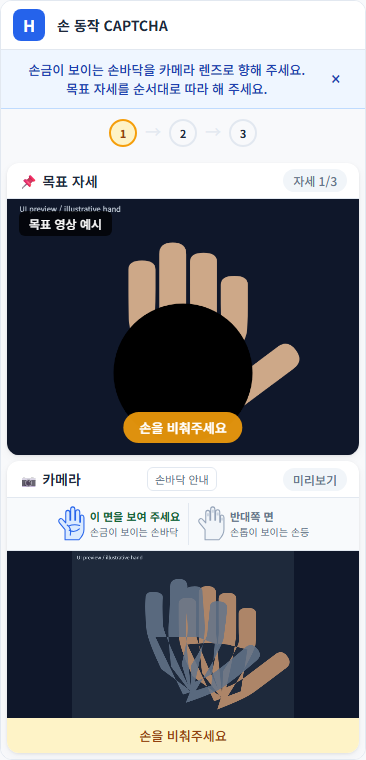 H 손 동작 CAPTCHA
손금이 보이는 손바닥을 카메라 렌즈로 향해 주세요.
목표 자세를 순서대로 따라 해 주세요.
×
1 → 2 → 3
목표 자세
자세 1/3
UI preview / illustrative hand
목표 영상 예시
손을 비춰주세요
카메라
손바닥 안내
미리보기
이 면을 보여 주세요
손금이 보이는 손바닥
반대쪽 면
손톱이 보이는 손등
UI preview / illustrative hand
손을 비춰주세요